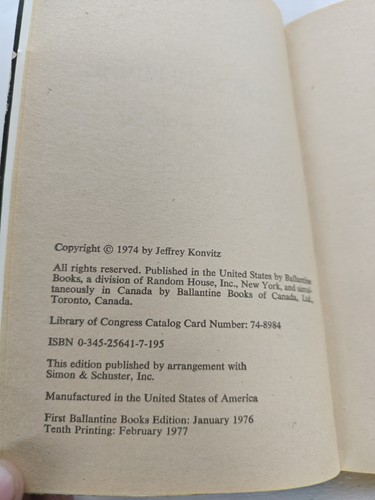 Copyright © 1974 by Jeffrey Konvitz
All rights reserved. Published in the United States by Ballantine
Books, a division of Random House, Inc., New York, and simul-
taneously in Canada by Ballantine Books of Canada, Ltd.,
Toronto, Canada.
Library of Congress Catalog Card Number: 74-8984
ISBN 0-345-25641-7-195
This edition published by arrangement with
Simon & Schuster, Inc.
Manufactured in the United States of America
First Ballantine Books Edition: January 1976
Tenth Printing: February 1977